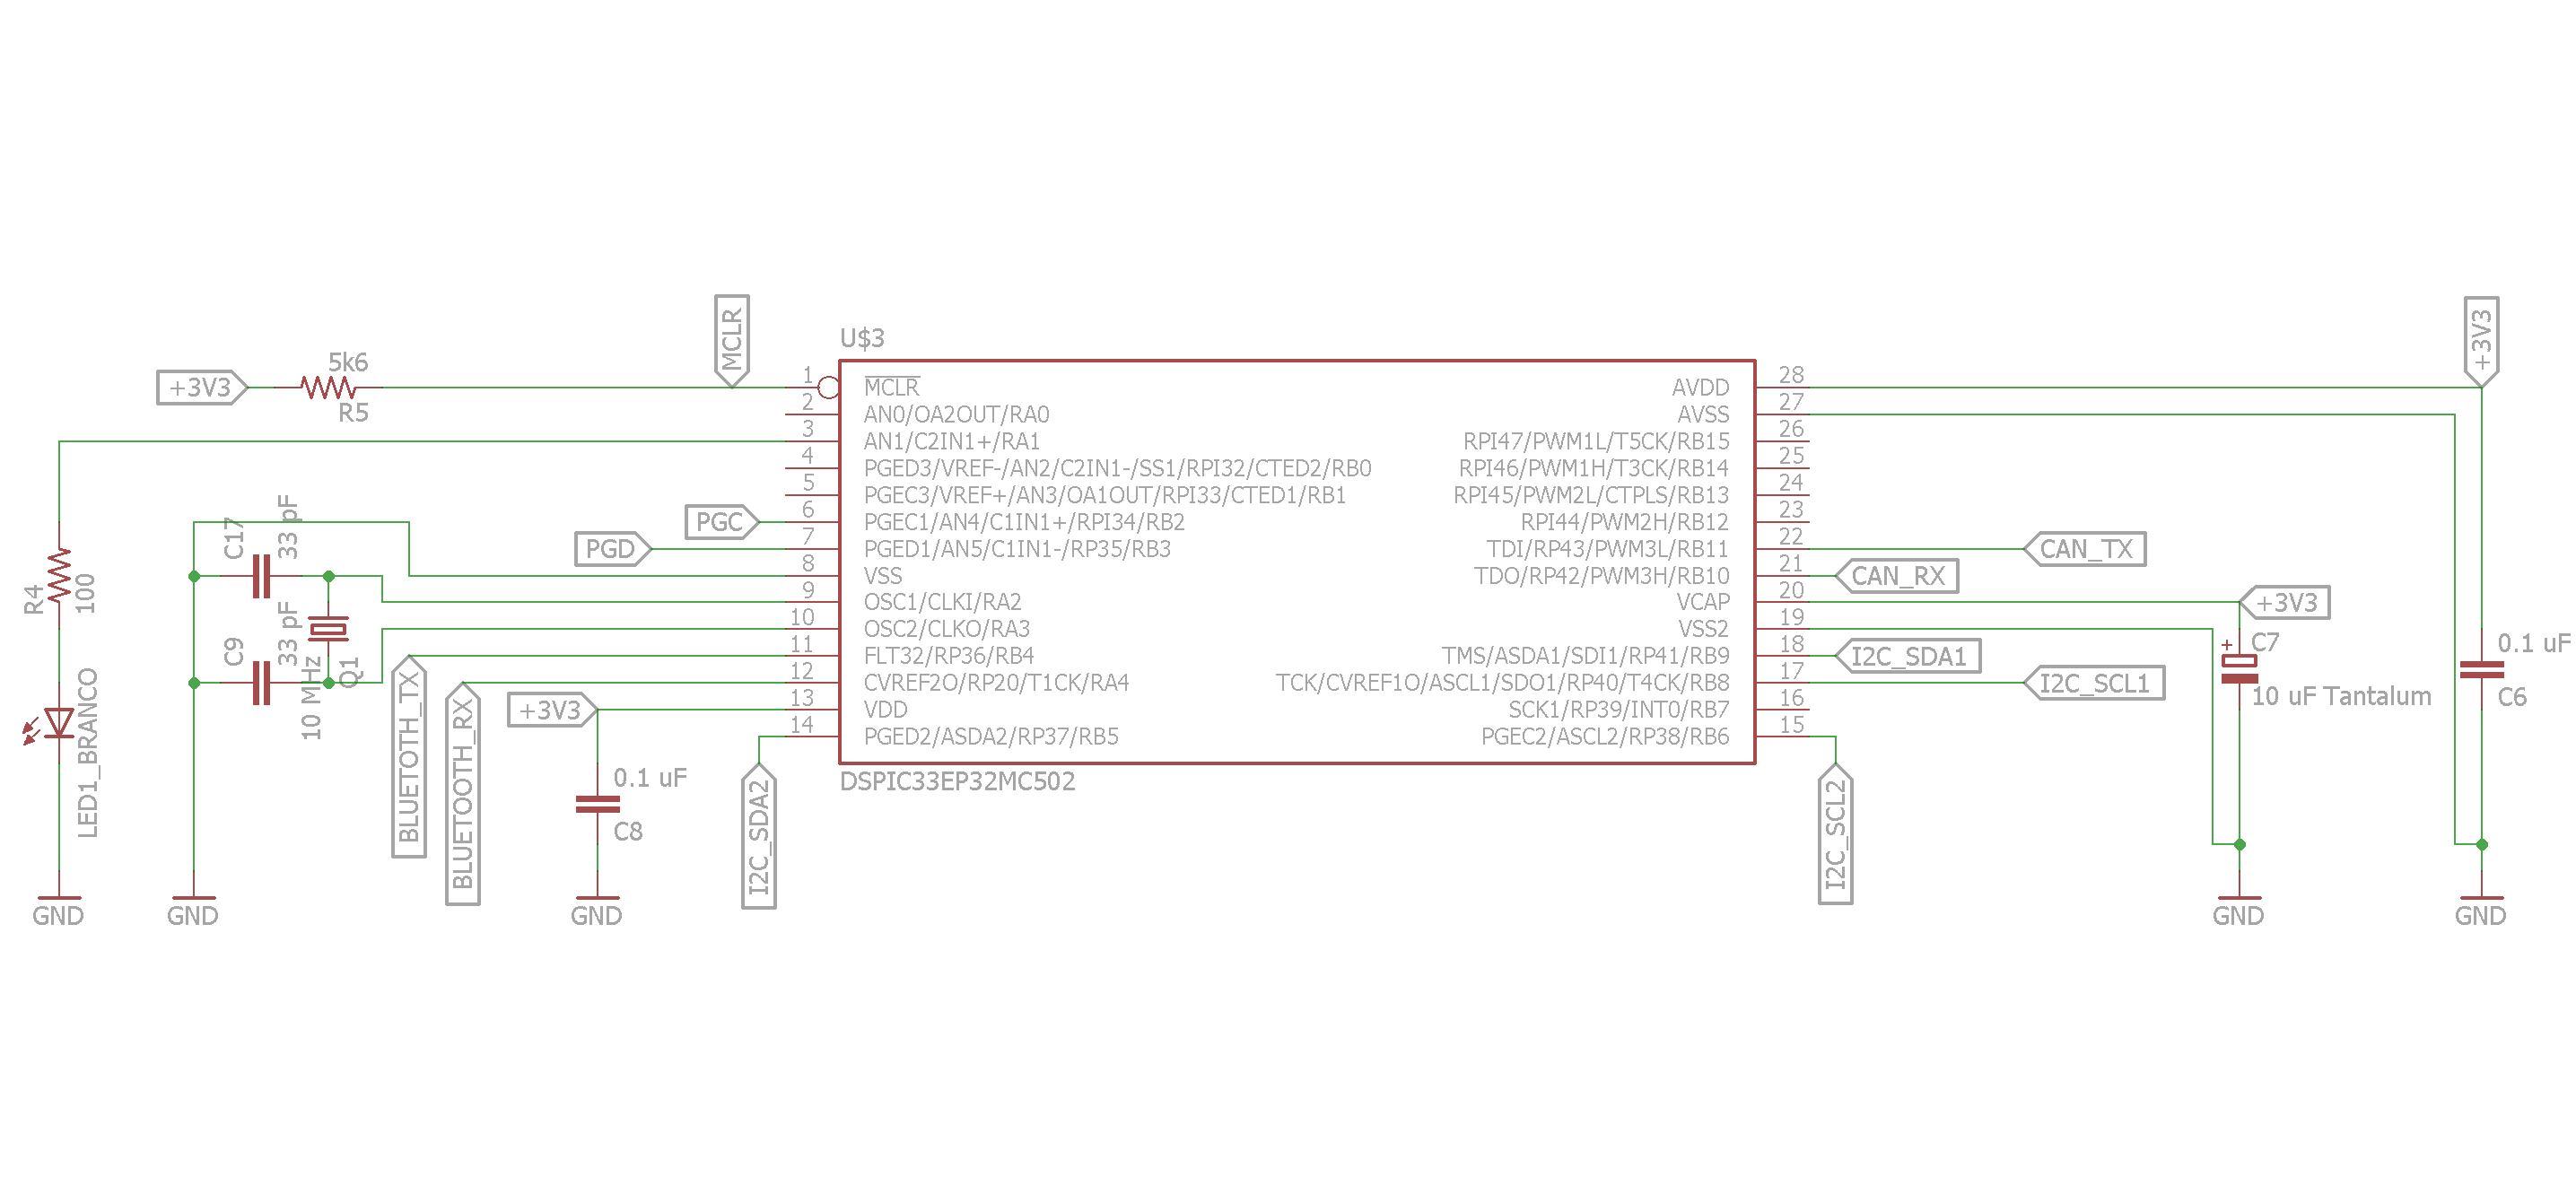 U$3
DSPIC33EP32MC502
MCLR
+3V3
5k6
R5
1
MCLR
2
AN0/OA2OUT/RA0
3
AN1/C2IN1+/RA1
4
PGED3/VREF-/AN2/C2IN1-/SS1/RPI32/CTED2/RB0
5
PGEC3/VREF+/AN3/OA1OUT/RPI33/CTED1/RB1
PGC
6
PGEC1/AN4/C1IN1+/RPI34/RB2
PGD
7
PGED1/AN5/C1IN1-/RP35/RB3
8
VSS
9
OSC1/CLKI/RA2
10
OSC2/CLKO/RA3
11
FLT32/RP36/RB4
12
CVREF2O/RP20/T1CK/RA4
13
VDD
14
PGED2/ASDA2/RP37/RB5
28
AVDD
27
AVSS
26
RPI47/PWM1L/T5CK/RB15
25
RPI46/PWM1H/T3CK/RB14
24
RPI45/PWM2L/CTPLS/RB13
23
RPI44/PWM2H/RB12
22
TDI/RP43/PWM3L/RB11
CAN_TX
21
TDO/RP42/PWM3H/RB10
CAN_RX
20
VCAP
+3V3
19
VSS2
18
TMS/ASDA1/SDI1/RP41/RB9
I2C_SDA1
17
TCK/CVREF1O/ASCL1/SDO1/RP40/T4CK/RB8
I2C_SCL1
16
SCK1/RP39/INT0/RB7
15
PGEC2/ASCL2/RP38/RB6
R4
100
LED1_BRANCO
GND
C17
33 pF
C9
33 pF
10 MHz
Q1
GND
BLUETOTH_TX
BLUETOOTH_RX
+3V3
0.1 uF
C8
GND
I2C_SDA2
I2C_SCL2
+
C7
10 uF Tantalum
GND
+3V3
0.1 uF
C6
GND